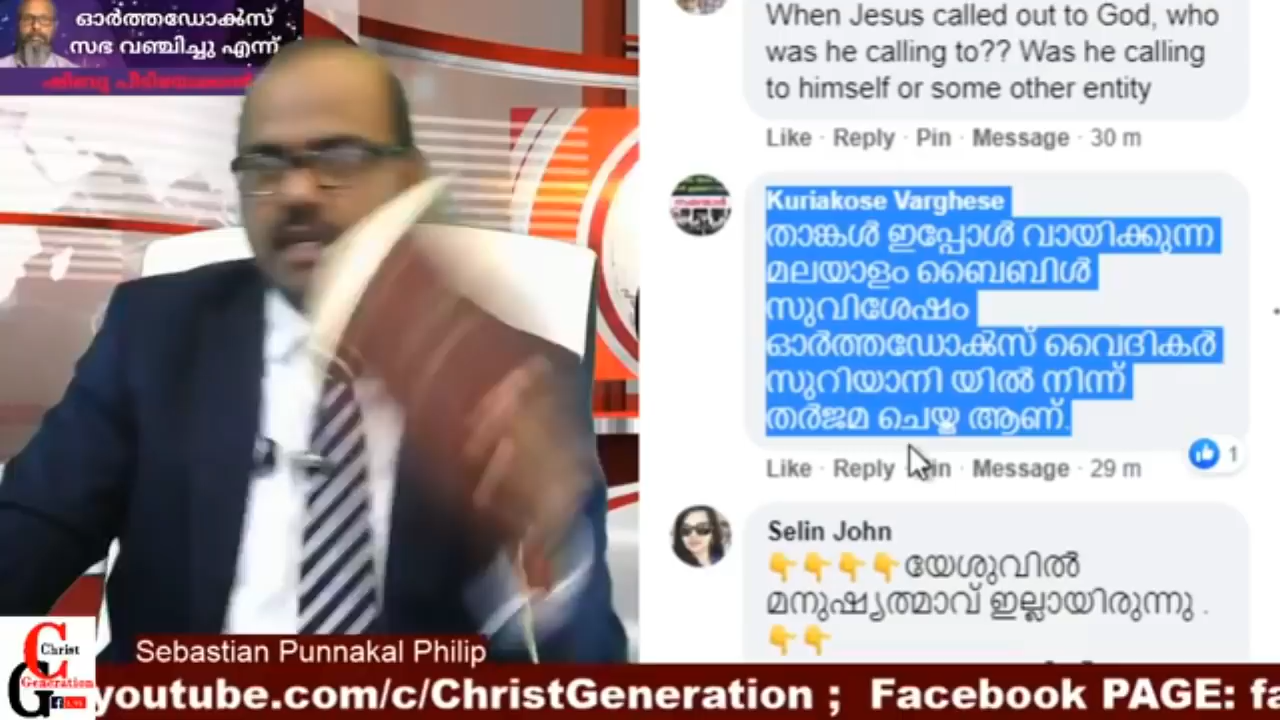 ഓർത്തഡോക്സ്
സഭ വഞ്ചിച്ചു എന്ന്
When Jesus called out to God, who
was he calling to?? Was he calling
to himself or some other entity
Like · Reply · Pin · Message · 30 m
Kuriakose Varghese
താങ്കൾ ഇപ്പോൾ വായിക്കുന്ന
മലയാളം ബൈബിൾ
സുവിശേഷം
ഓർത്തഡോക്സ് വൈദികർ
സുറിയാനി യിൽ നിന്ന്
തർജമ ചെയ്ത ആണ്.
Like · Reply · Pin · Message · 29 m
1
Selin John
👇👇👇👇യേശുവിൽ
മനുഷ്യത്മാവ് ഇല്ലായിരുന്നു .
👇👇
Sebastian Punnakal Philip
Christ
Generation
youtube.com/c/ChristGeneration ; Facebook PAGE: fa